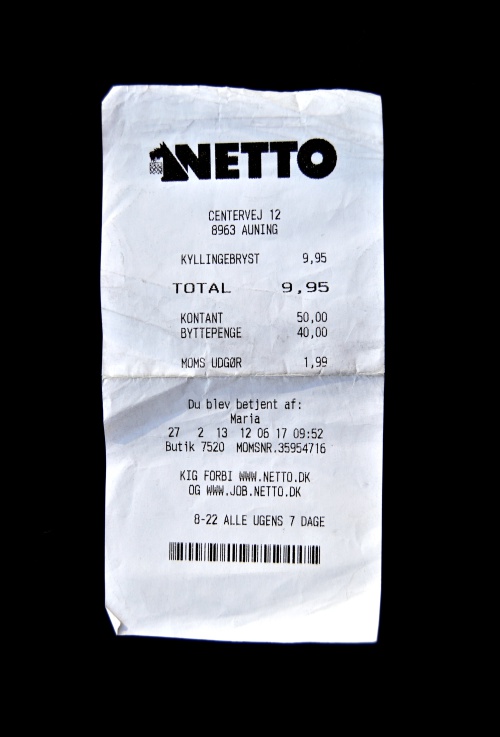 NETTO
CENTERVEJ 12
8963 AUNING
KYLLINGEBRYST 9,95
TOTAL 9,95
KONTANT 50,00
BYTTEPENGE 40,00
MOMS UDGØR 1,99
Du blev betjent af:
Maria
27 2 13 12 06 17 09:52
Butik 7520 MOMSNR.35954716
KIG FORBI WWW.NETTO.DK
OG WWW.JOB.NETTO.DK
8-22 ALLE UGENS 7 DAGE